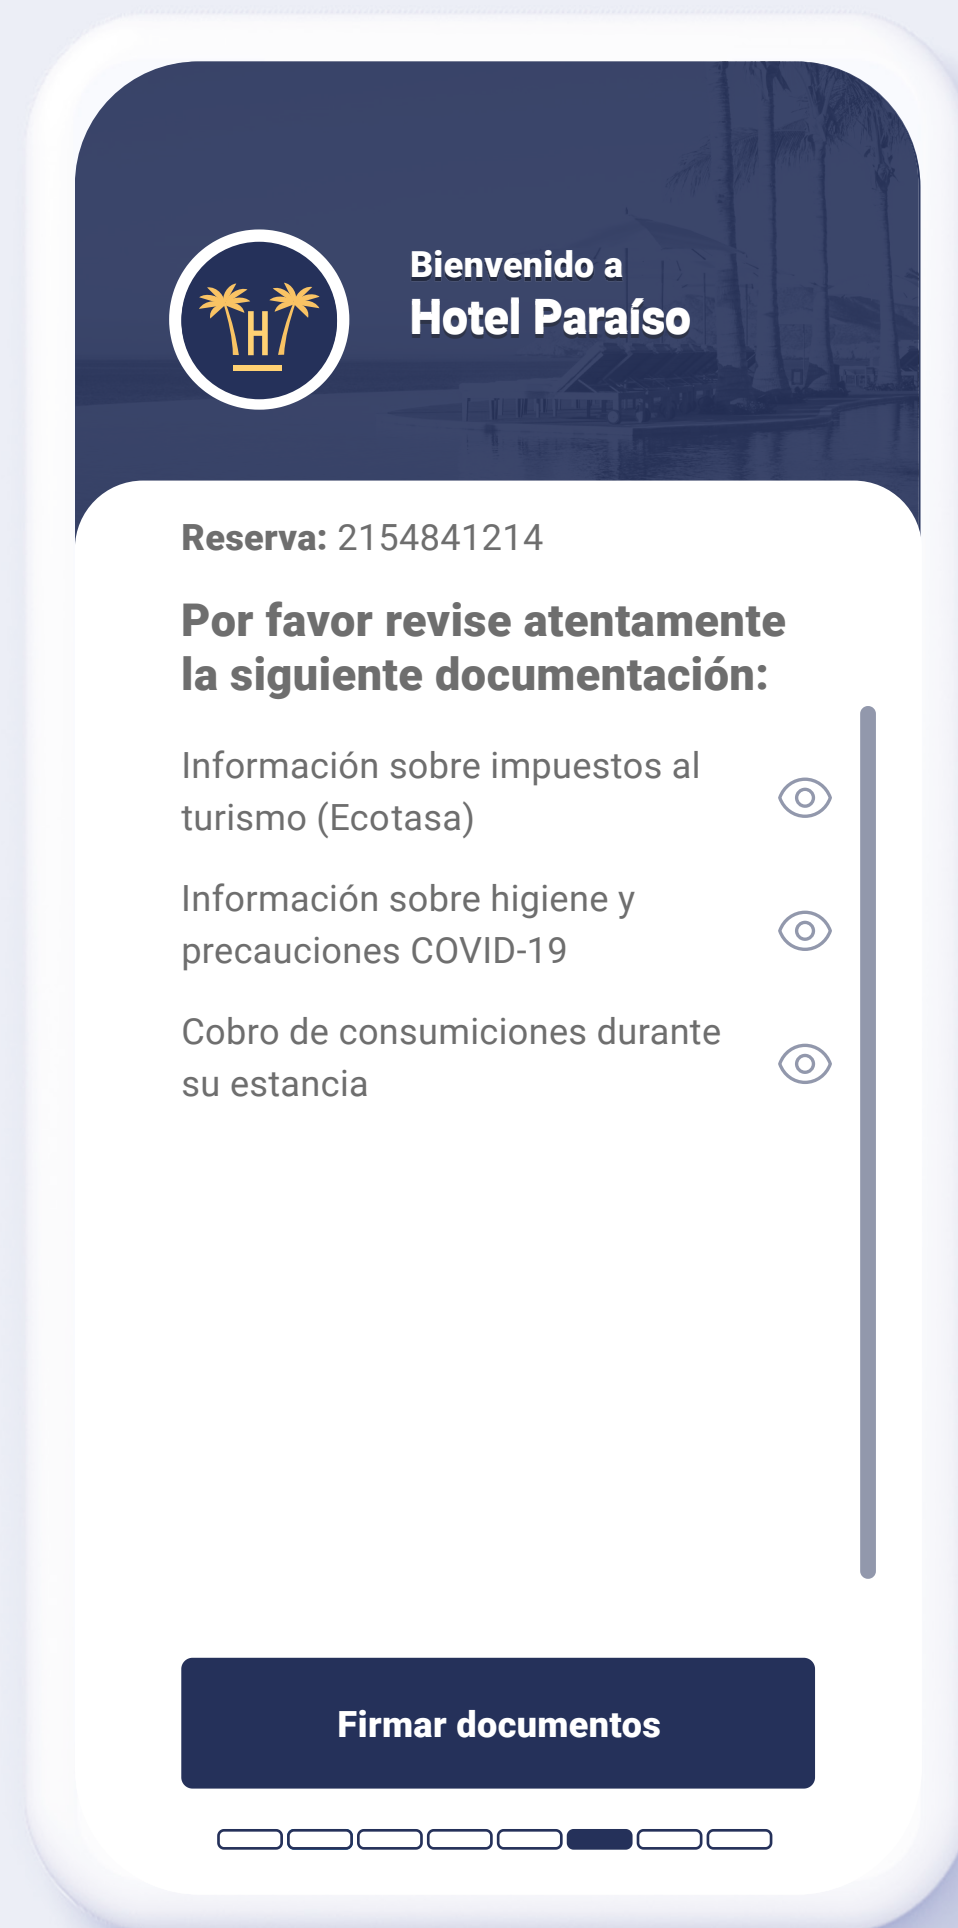 H
Bienvenido a
Hotel Paraíso
Reserva: 2154841214
Por favor revise atentamente
la siguiente documentación:
Información sobre impuestos al
turismo (Ecotasa)
Información sobre higiene y
precauciones COVID-19
Cobro de consumiciones durante
su estancia
Firmar documentos